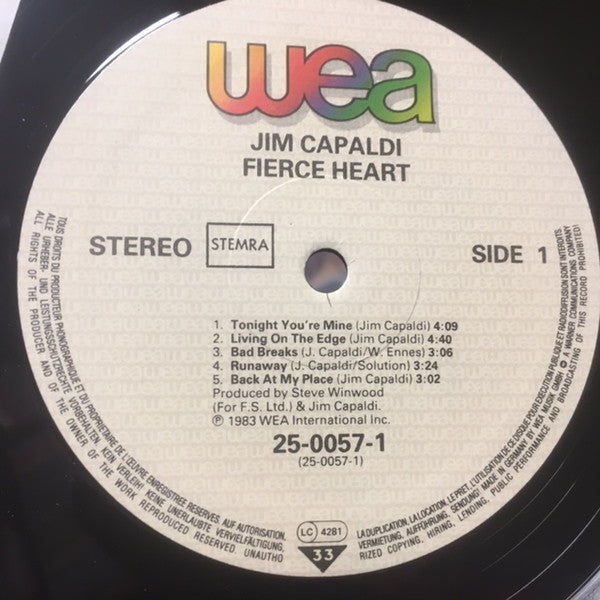 wea
JIM CAPALDI
FIERCE HEART
STEREO
STEMRA
SIDE 1
1. Tonight You're Mine (Jim Capaldi) 4:09
2. Living On The Edge (Jim Capaldi) 4:40
3. Bad Breaks (J. Capaldi/W. Ennes) 3:06
4. Runaway (J. Capaldi/Solution) 3:24
5. Back At My Place (Jim Capaldi) 3:02
Produced by Steve Winwood
(For F.S. Ltd.) & Jim Capaldi.
℗ 1983 WEA International Inc.
25-0057-1
(25-0057-1)
LC 4281
33
TOUS DROITS DU PRODUCTEUR PHONOGRAPHIQUE ET DU PROPRIETAIRE DE L'ŒUVRE ENREGISTREE RESERVES. SAUF AUTORISATION, LA DUPLICATION, LA LOCATION, LE PRET, L'UTILISATION DE CE DISQUE POUR EXECUTION PUBLIQUE ET RADIODIFFUSION SONT INTERDITS.
ALLE URHEBER- UND LEISTUNGSSCHUTZRECHTE VORBEHALTEN. KEIN VERLEIH! KEINE UNERLAUBTE VERVIELFÄLTIGUNG, VERMIETUNG, AUFFÜHRUNG, SENDUNG! MADE IN GERMANY BY WEA MUSIK GMBH A WARNER COMMUNICATIONS COMPANY
ALL RIGHTS OF THE PRODUCER AND OF THE OWNER OF THE WORK REPRODUCED RESERVED. UNAUTHORIZED COPYING, HIRING, LENDING, PUBLIC PERFORMANCE AND BROADCASTING OF THIS RECORD PROHIBITED!